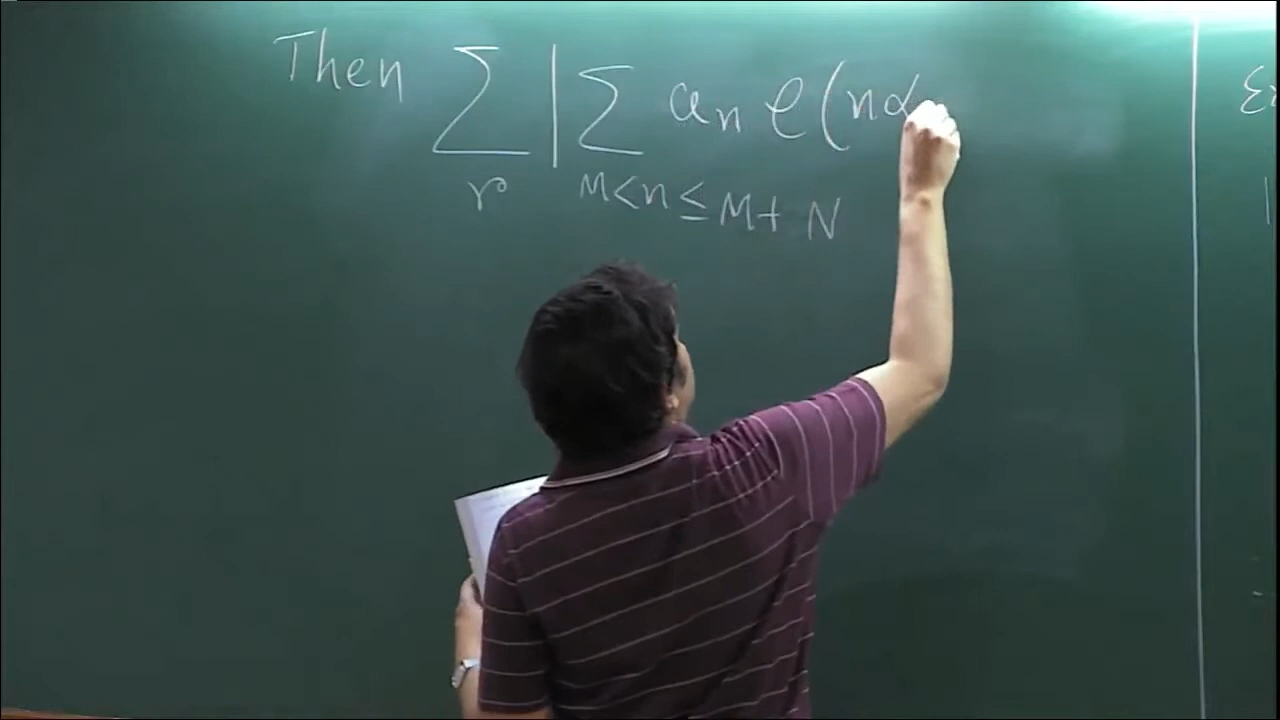 Then ∑ | ∑ aₙ e(nα
r M<n≤M+N